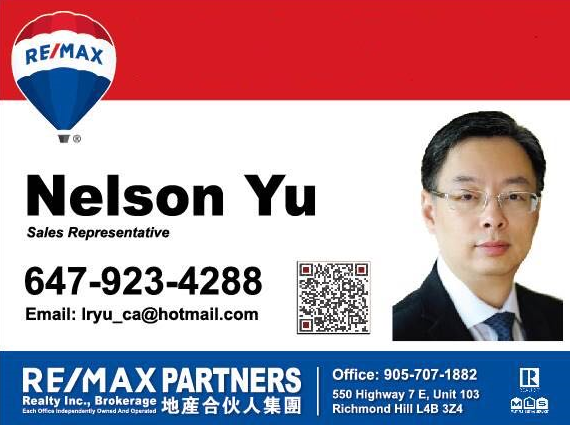 RE/MAX
®
Nelson Yu
Sales Representative
647-923-4288
Email: lryu_ca@hotmail.com
RE/MAX PARTNERS
Realty Inc., Brokerage 地產合伙人集團
Each Office Independently Owned And Operated
Office: 905-707-1882
550 Highway 7 E, Unit 103
Richmond Hill L4B 3Z4
R
REALTOR
MLS